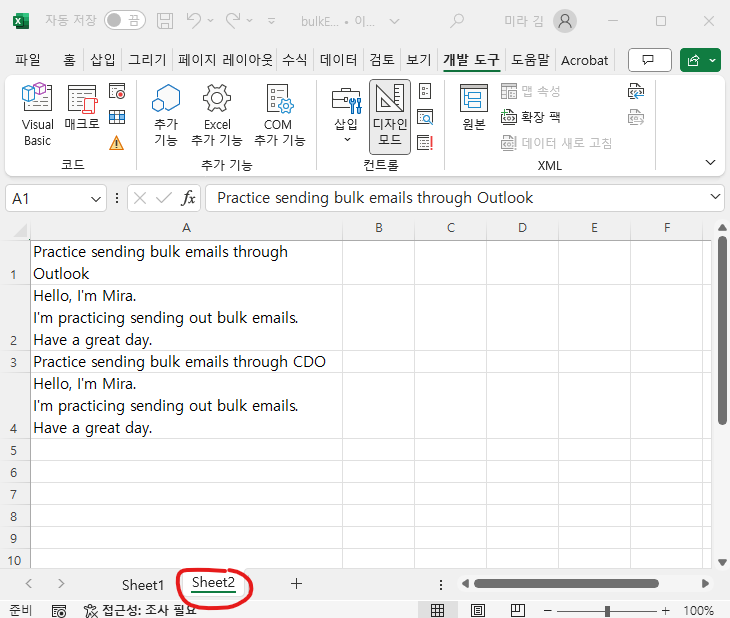 자동 저장 끔 bulkE... • 이... 미라 김
파일 홈 삽입 그리기 페이지 레이아웃 수식 데이터 검토 보기 개발 도구 도움말 Acrobat
Visual Basic
매크로
코드
추가 기능
Excel 추가 기능
COM 추가 기능
추가 기능
삽입
디자인 모드
컨트롤
원본
맵 속성
확장 팩
데이터 새로 고침
XML
A1 fx Practice sending bulk emails through Outlook
A B C D E F
Practice sending bulk emails through
1 Outlook
Hello, I'm Mira.
I'm practicing sending out bulk emails.
2 Have a great day.
3 Practice sending bulk emails through CDO
Hello, I'm Mira.
I'm practicing sending out bulk emails.
4 Have a great day.
5
6
7
8
9
10
Sheet1 Sheet2 +
준비 접근성: 조사 필요 − + 100%